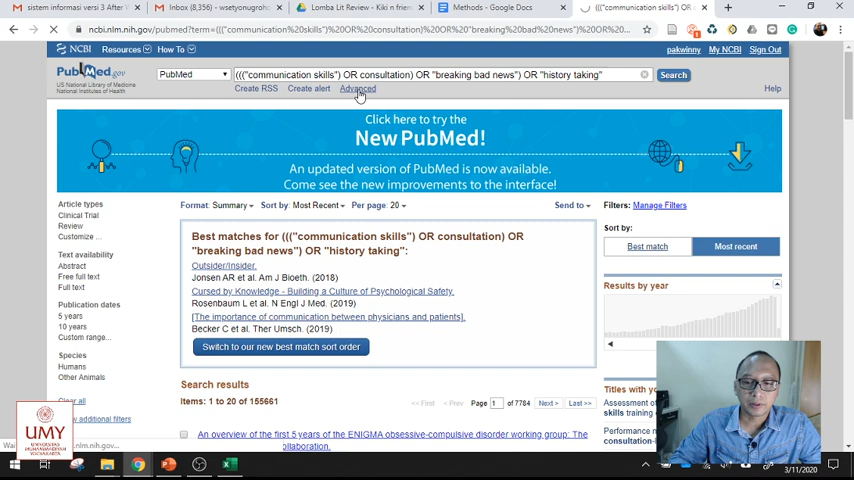 sistem informasi versi 3 After W
Inbox (8,356) - wsetyonugroh
Lomba Lit Review - Kiki n friend
Methods - Google Docs
((("communication skills") OR c
ncbi.nlm.nih.gov/pubmed?term=((("communication%20skills")%20OR%20consultation)%20OR%20"breaking%20bad%20news")%20OR%20...
NCBI Resources How To pakwinny My NCBI Sign Out
PubMed.gov
US National Library of Medicine
National Institutes of Health
PubMed
((("communication skills") OR consultation) OR "breaking bad news") OR "history taking"
Search
Create RSS Create alert Advanced Help
Click here to try the
New PubMed!
An updated version of PubMed is now available.
Come see the new improvements to the interface!
Article types
Clinical Trial
Review
Customize ...
Text availability
Abstract
Free full text
Full text
Publication dates
5 years
10 years
Custom range...
Species
Humans
Other Animals
Clear all
additional filters
Format: Summary Sort by: Most Recent Per page: 20 Send to
Best matches for ((("communication skills") OR consultation) OR
"breaking bad news") OR "history taking":
Outsider/Insider.
Jonsen AR et al. Am J Bioeth. (2018)
Cursed by Knowledge - Building a Culture of Psychological Safety.
Rosenbaum L et al. N Engl J Med. (2019)
[The importance of communication between physicians and patients].
Becker C et al. Ther Umsch. (2019)
Switch to our new best match sort order
Search results
Items: 1 to 20 of 155661
<< First < Prev Page 1 of 7784 Next > Last >>
An overview of the first 5 years of the ENIGMA obsessive-compulsive disorder working group: The
Filters: Manage Filters
Sort by:
Best match Most recent
Results by year
Titles with yo
Assessment of
skills training
Performance
consultation-
UMY
UNIVERSITAS
MUHAMMADIYAH
YOGYAKARTA
.nlm.nih.gov...
3/11/2020